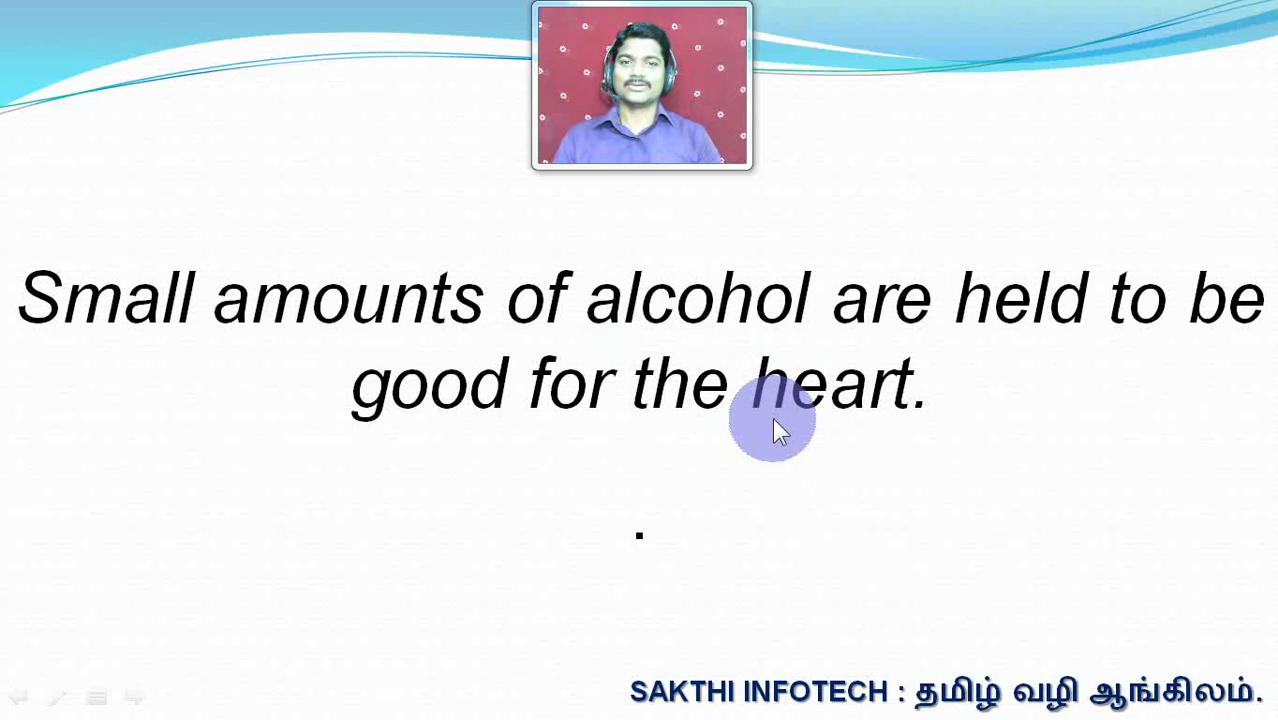 Small amounts of alcohol are held to be
good for the heart.
.
SAKTHI INFOTECH : தமிழ் வழி ஆங்கிலம்.